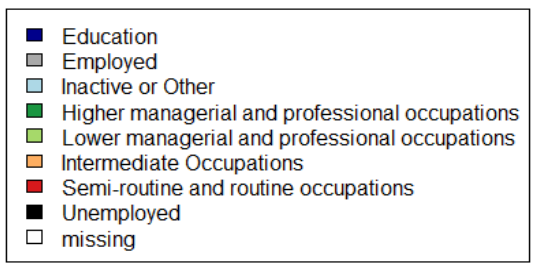 Education
Employed
Inactive or Other
Higher managerial and professional occupations
Lower managerial and professional occupations
Intermediate Occupations
Semi-routine and routine occupations
Unemployed
missing